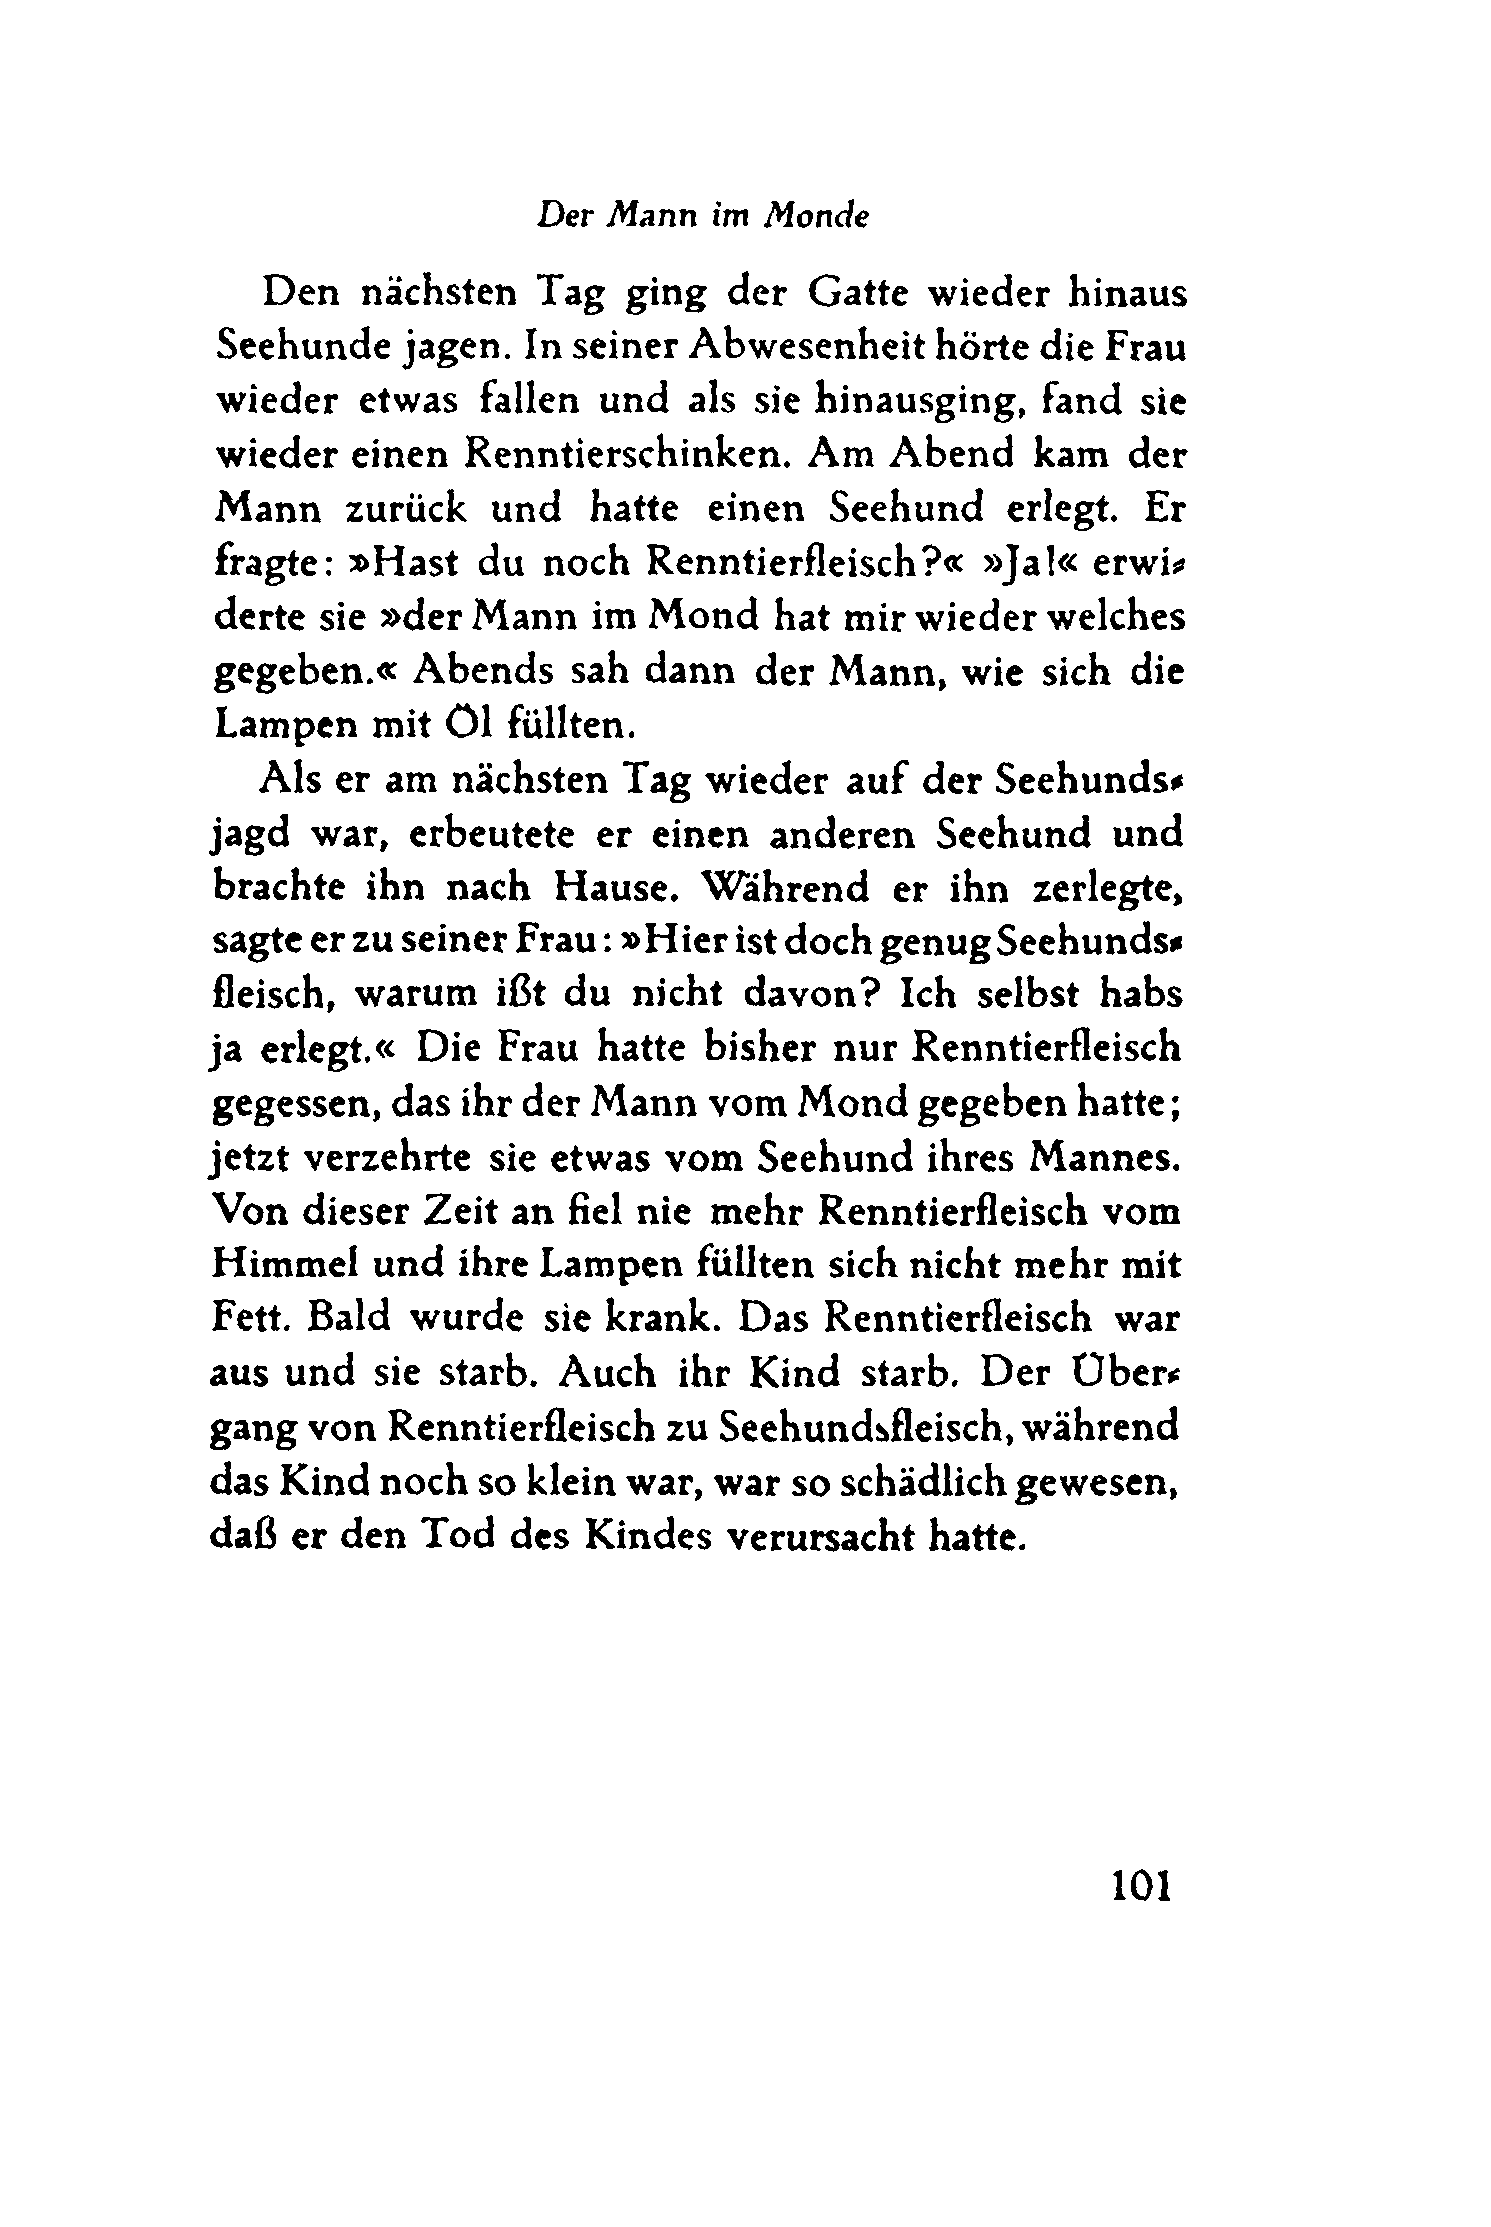 Der Mann im Monde
Den nächsten Tag ging der Gatte wieder hinaus
Seehunde jagen. In seiner Abwesenheit hörte die Frau
wieder etwas fallen und als sie hinausging, fand sie
wieder einen Renntierschinken. Am Abend kam der
Mann zurück und hatte einen Seehund erlegt. Er
fragte: »Hast du noch Renntierfleisch?« »Ja!« erwi-
derte sie »der Mann im Mond hat mir wieder welches
gegeben.« Abends sah dann der Mann, wie sich die
Lampen mit Öl füllten.
Als er am nächsten Tag wieder auf der Seehunds-
jagd war, erbeutete er einen anderen Seehund und
brachte ihn nach Hause. Während er ihn zerlegte,
sagte er zu seiner Frau: »Hier ist doch genug Seehunds-
fleisch, warum ißt du nicht davon? Ich selbst habs
ja erlegt.« Die Frau hatte bisher nur Renntierfleisch
gegessen, das ihr der Mann vom Mond gegeben hatte;
jetzt verzehrte sie etwas vom Seehund ihres Mannes.
Von dieser Zeit an fiel nie mehr Renntierfleisch vom
Himmel und ihre Lampen füllten sich nicht mehr mit
Fett. Bald wurde sie krank. Das Renntierfleisch war
aus und sie starb. Auch ihr Kind starb. Der Über-
gang von Renntierfleisch zu Seehundsfleisch, während
das Kind noch so klein war, war so schädlich gewesen,
daß er den Tod des Kindes verursacht hatte.
101